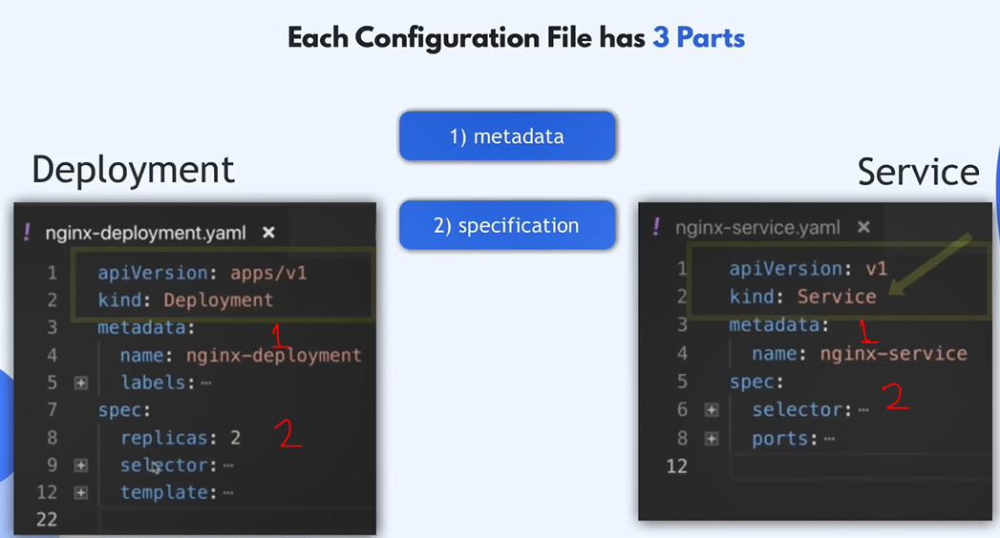 Each Configuration File has 3 Parts
1) metadata
2) specification
Deployment
! nginx-deployment.yaml ×
1 apiVersion: apps/v1
2 kind: Deployment
3 metadata:
1
4 name: nginx-deployment
5 labels:⋯
7 spec:
8 replicas: 2
2
9 selector:⋯
12 template:⋯
22
Service
! nginx-service.yaml ×
1 apiVersion: v1
2 kind: Service
3 metadata:
1
4 name: nginx-service
5 spec:
2
6 selector:⋯
8 ports:⋯
12